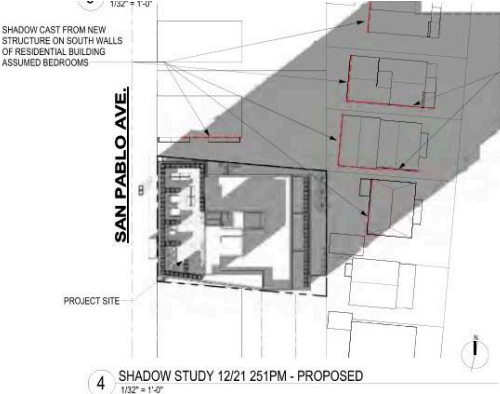 1/32" = 1'-0"
SHADOW CAST FROM NEW
STRUCTURE ON SOUTH WALLS
OF RESIDENTIAL BUILDING
ASSUMED BEDROOMS
SAN PABLO AVE.
PROJECT SITE
N
4 SHADOW STUDY 12/21 251PM - PROPOSED
1/32" = 1'-0"